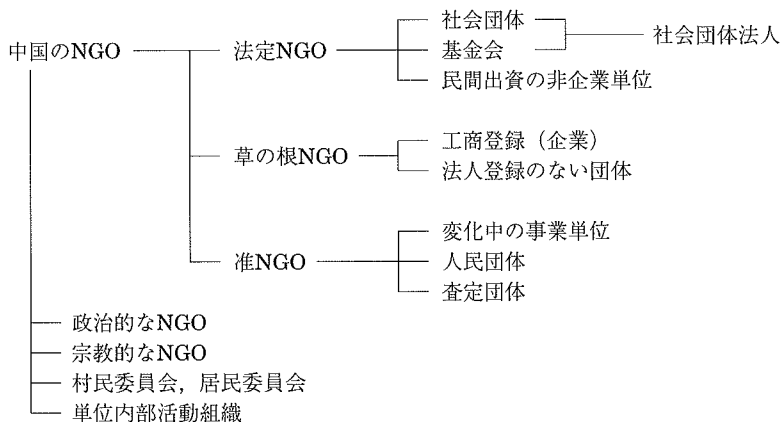 社会団体
中国のNGO 法定NGO 基金会 社会団体法人
民間出資の非企業単位
工商登録（企業）
草の根NGO
法人登録のない団体
変化中の事業単位
准NGO 人民団体
査定団体
政治的なNGO
宗教的なNGO
村民委員会，居民委員会
単位内部活動組織